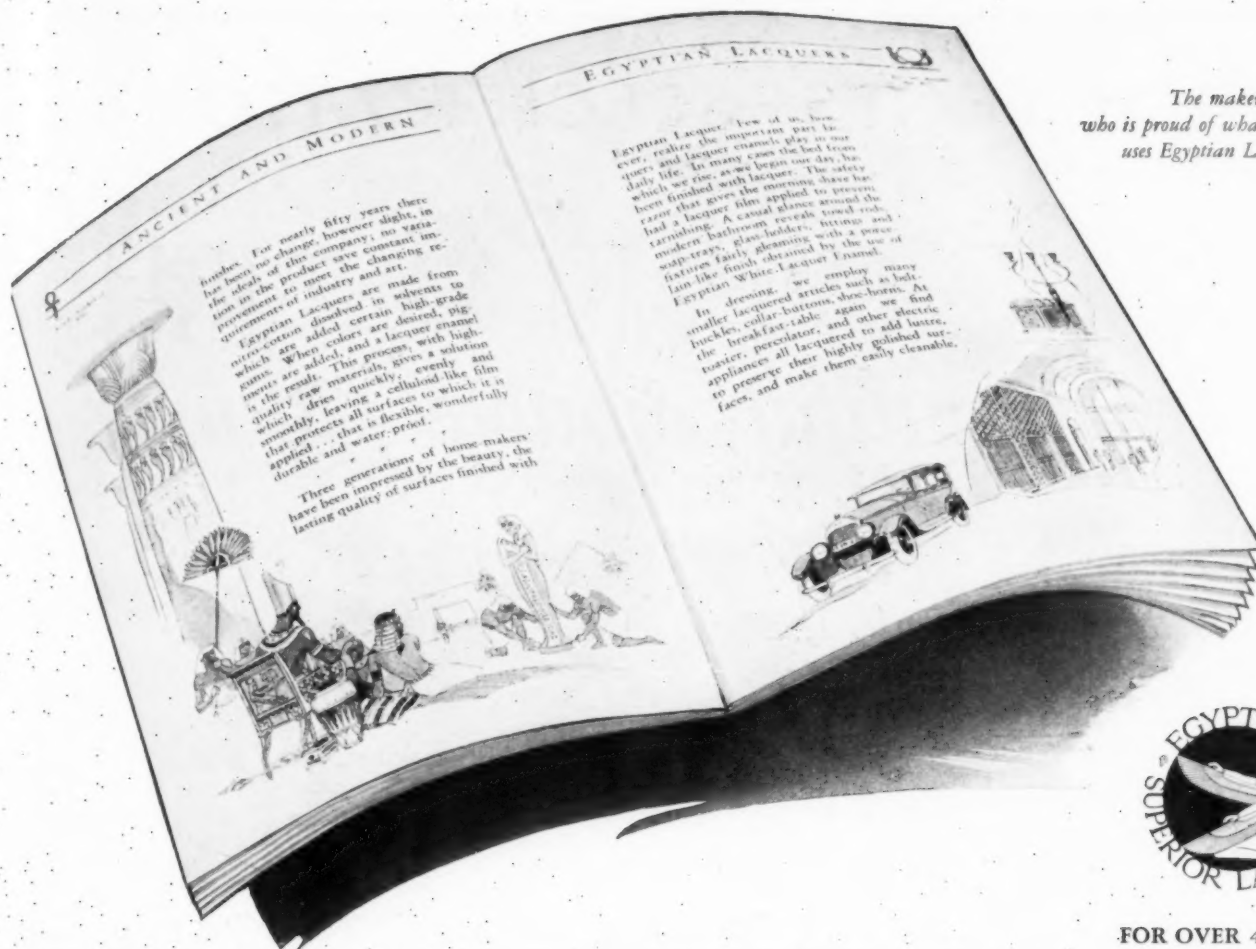 ANCIENT AND MODERN
finishes. For nearly fifty years there
has been no change, however slight, in
the ideals of this company; no varia-
tion in the product save constant im-
provement to meet the changing re-
quirements of industry and art.
Egyptian Lacquers are made from
nitro-cotton dissolved in solvents to
which are added certain high-grade
gums. When colors are desired, pig-
ments are added, and a lacquer enamel
is the result. This process, with high-
quality raw materials, gives a solution
which dries quickly, evenly and
smoothly, leaving a celluloid-like film
that protects all surfaces to which it is
applied . . . that is flexible, wonderfully
durable and water-proof.
Three generations of home-makers
have been impressed by the beauty, the
lasting quality of surfaces finished with
EGYPTIAN LACQUERS
Egyptian Lacquer. Few of us, how-
ever, realize the important part lac-
quers and lacquer enamels play in our
daily life. In many cases the bed from
which we rise, as we begin our day, has
been finished with lacquer. The safety
razor that gives the morning shave has
had a lacquer film applied to prevent
tarnishing. A casual glance around the
modern bathroom reveals towel rods,
soap-trays, glass-holders, fittings and
fixtures fairly gleaming with a porce-
lain-like finish obtained by the use of
Egyptian White Lacquer Enamel.
In dressing, we employ many
smaller lacquered articles such as belt-
buckles, collar-buttons, shoe-horns. At
the breakfast-table again we find
toaster, percolator, and other electric
appliances all lacquered to add lustre,
to preserve their highly polished sur-
faces, and make them easily cleanable.
The make
who is proud of wha
uses Egyptian L
EGYPT
SUPERIOR L
FOR OVER